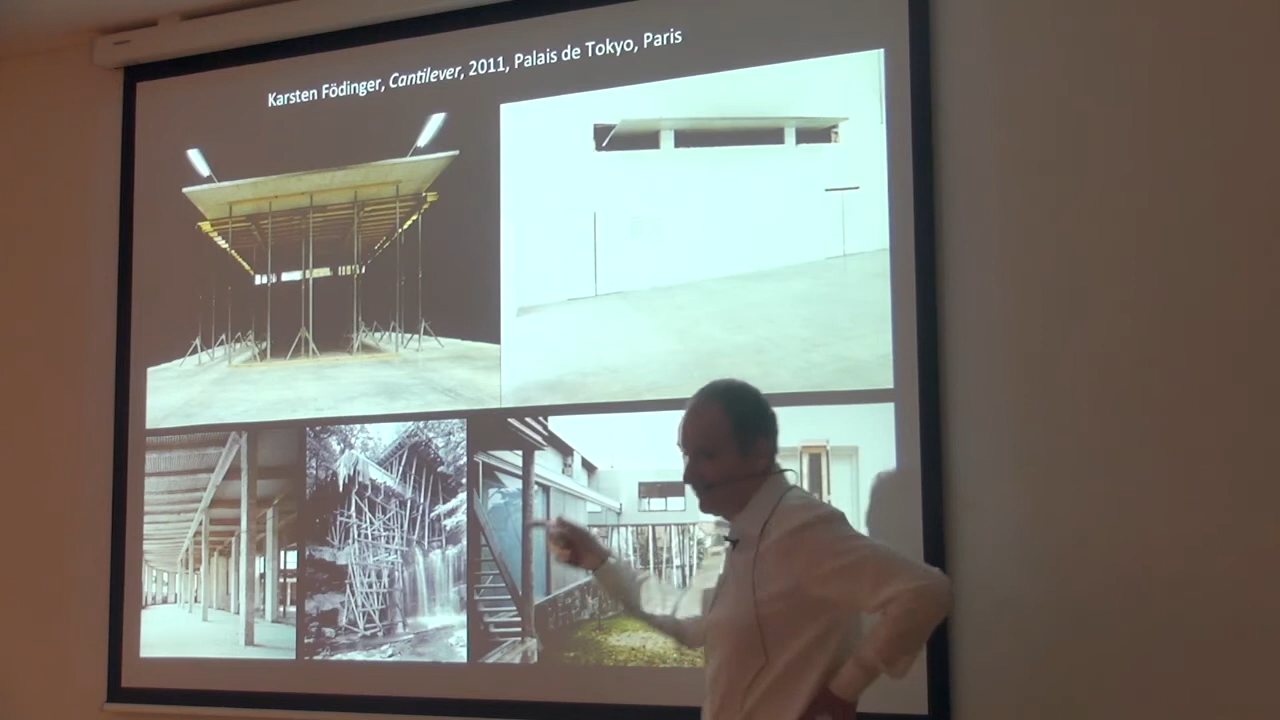 Karsten Födinger, Cantilever, 2011, Palais de Tokyo, Paris